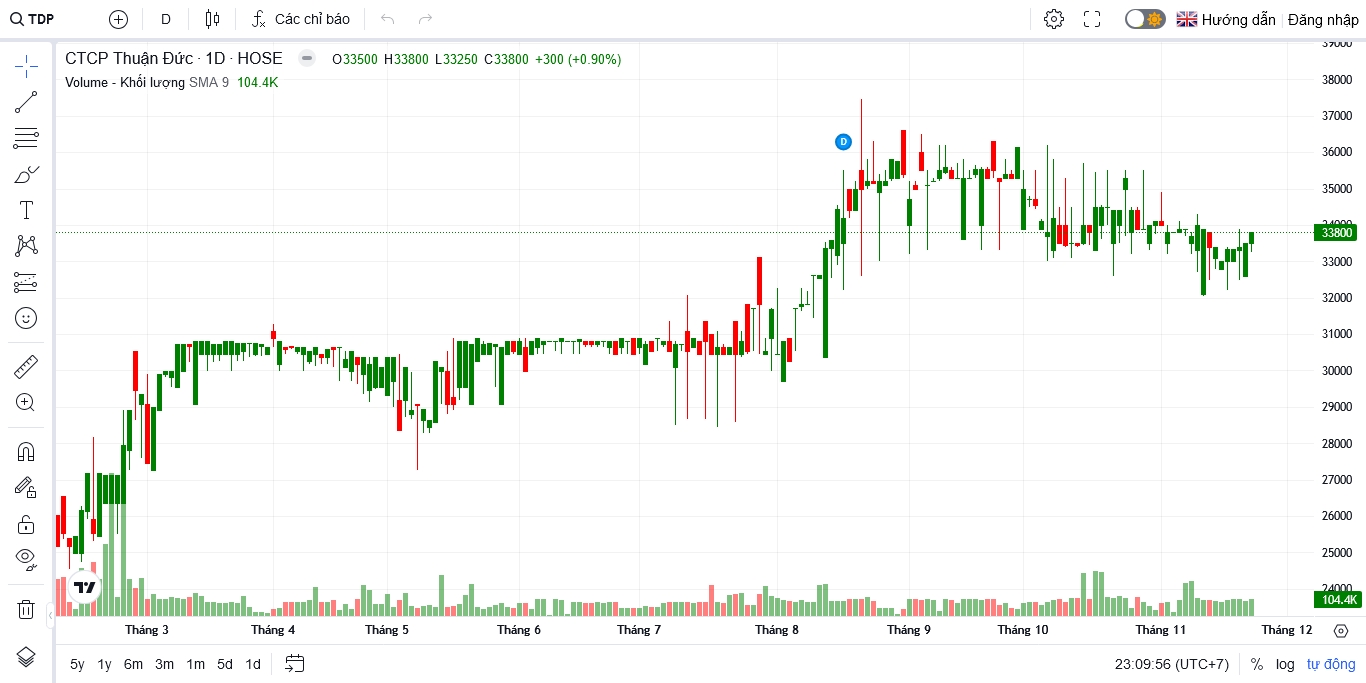 TDP D Các chỉ báo Hướng dẫn Đăng nhập
CTCP Thuận Đức · 1D · HOSE O33500 H33800 L33250 C33800 +300 (+0.90%)
Volume - Khối lượng SMA 9 104.4K
39000
38000
37000
36000
D
35000
34000
33800
33000
32000
31000
30000
29000
28000
27000
26000
25000
24000
104.4K
Tháng 3 Tháng 4 Tháng 5 Tháng 6 Tháng 7 Tháng 8 Tháng 9 Tháng 10 Tháng 11 Tháng 12
5y 1y 6m 3m 1m 5d 1d 23:09:56 (UTC+7) % log tự động